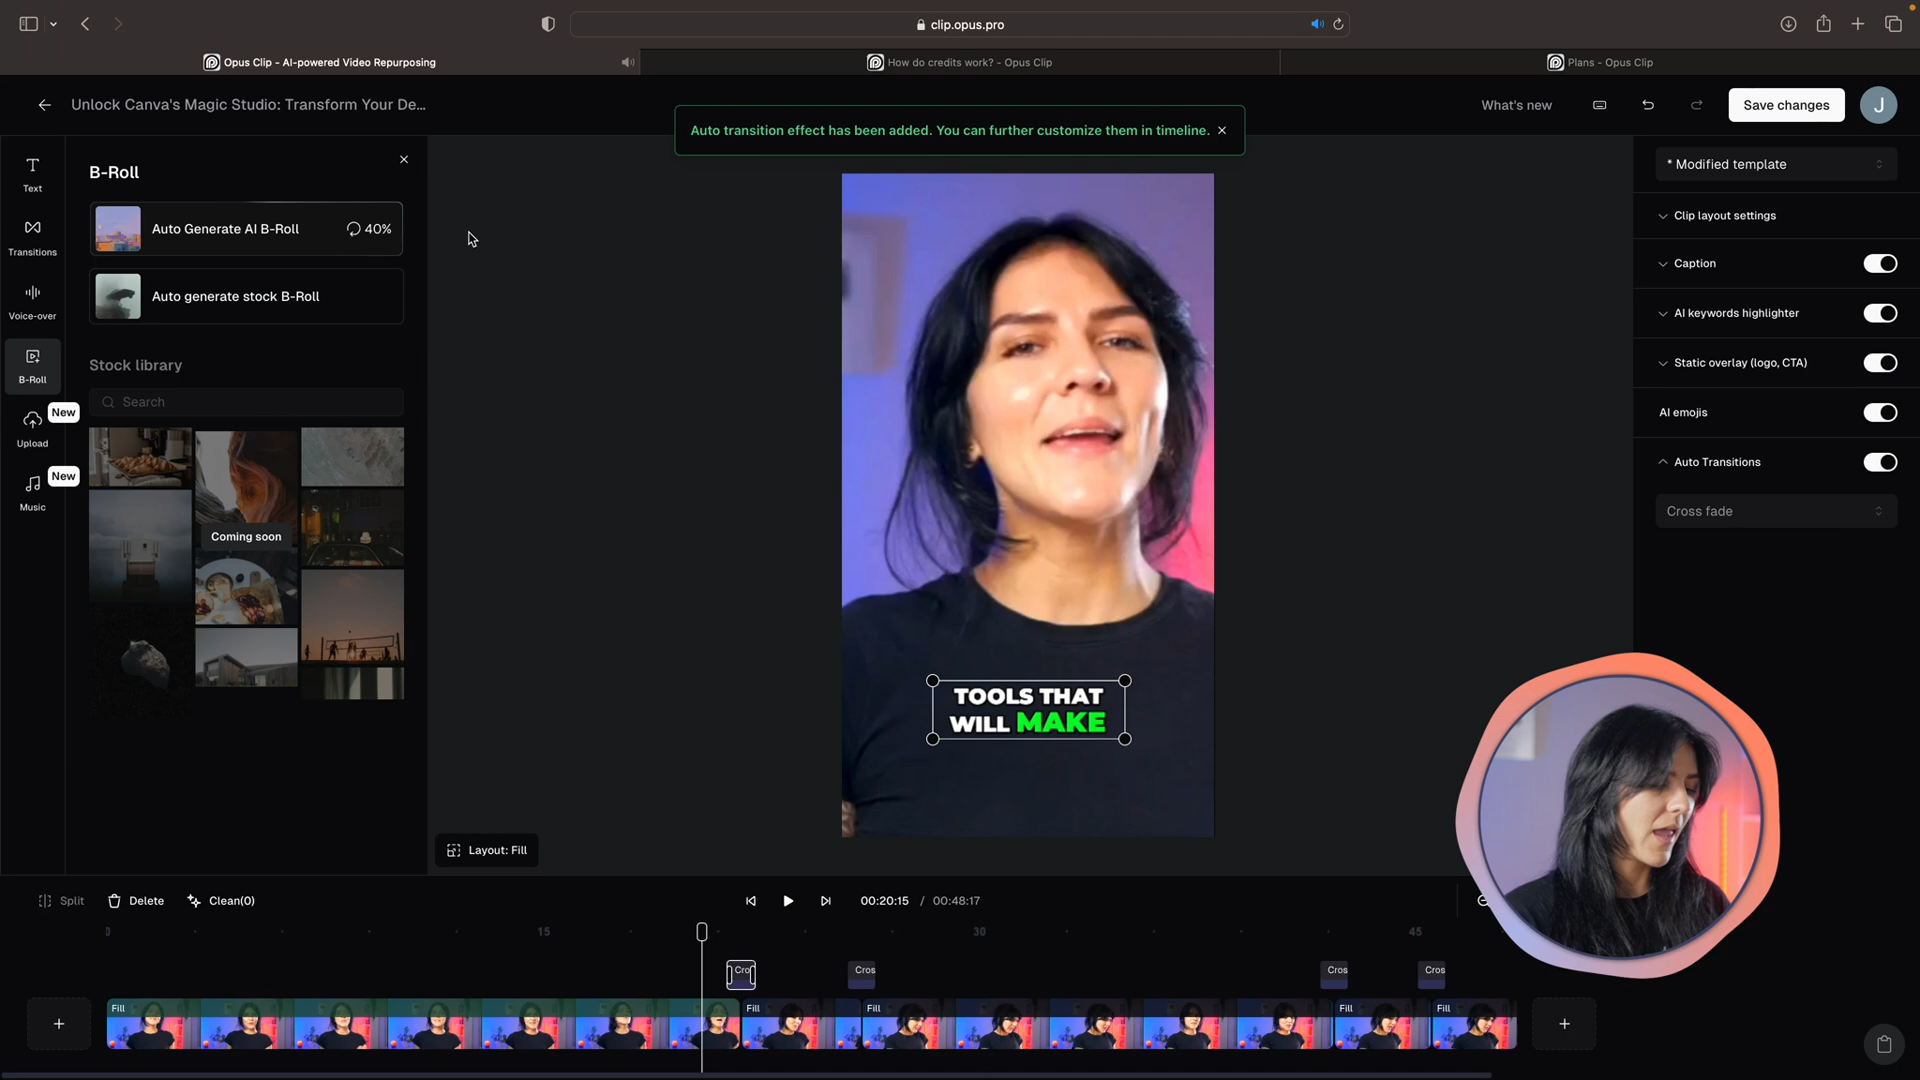 clip.opus.pro
Opus Clip - AI-powered Video Repurposing
How do credits work? - Opus Clip
Plans - Opus Clip
Unlock Canva's Magic Studio: Transform Your De...
What's new
Save changes
J
Auto transition effect has been added. You can further customize them in timeline.
Text
Transitions
Voice-over
B-Roll
New
Upload
New
Music
B-Roll
Auto Generate AI B-Roll
40%
Auto generate stock B-Roll
Stock library
Search
Coming soon
TOOLS THAT
WILL MAKE
Layout: Fill
* Modified template
Clip layout settings
Caption
AI keywords highlighter
Static overlay (logo, CTA)
AI emojis
Auto Transitions
Cross fade
Split
Delete
Clean(0)
00:20:15 / 00:48:17
0
15
30
45
Cro
Cros
Cros
Cros
Fill
Fill
Fill
Fill
Fill